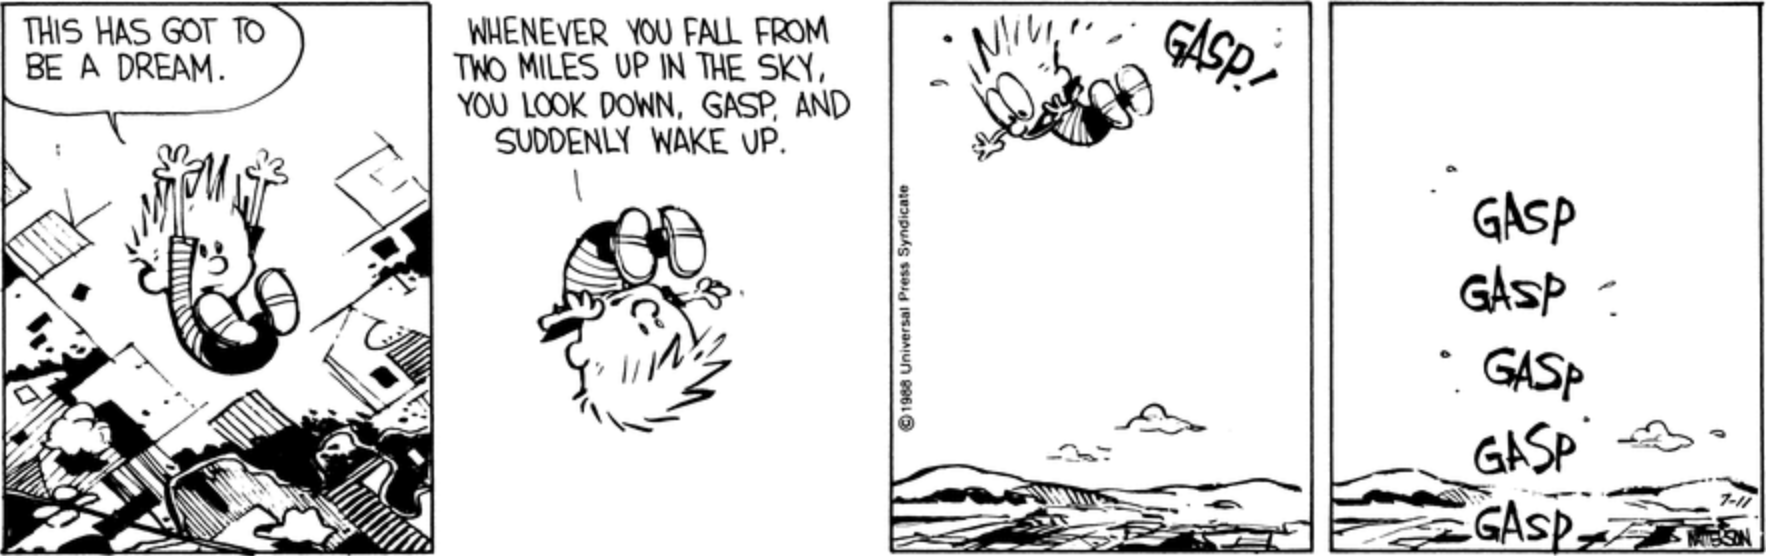 THIS HAS GOT TO
BE A DREAM.
WHENEVER YOU FALL FROM
TWO MILES UP IN THE SKY,
YOU LOOK DOWN, GASP, AND
SUDDENLY WAKE UP.
GASP!
©1988 Universal Press Syndicate
GASP
GASP
GASP
GASP
GASP
7-11
WATTERSON